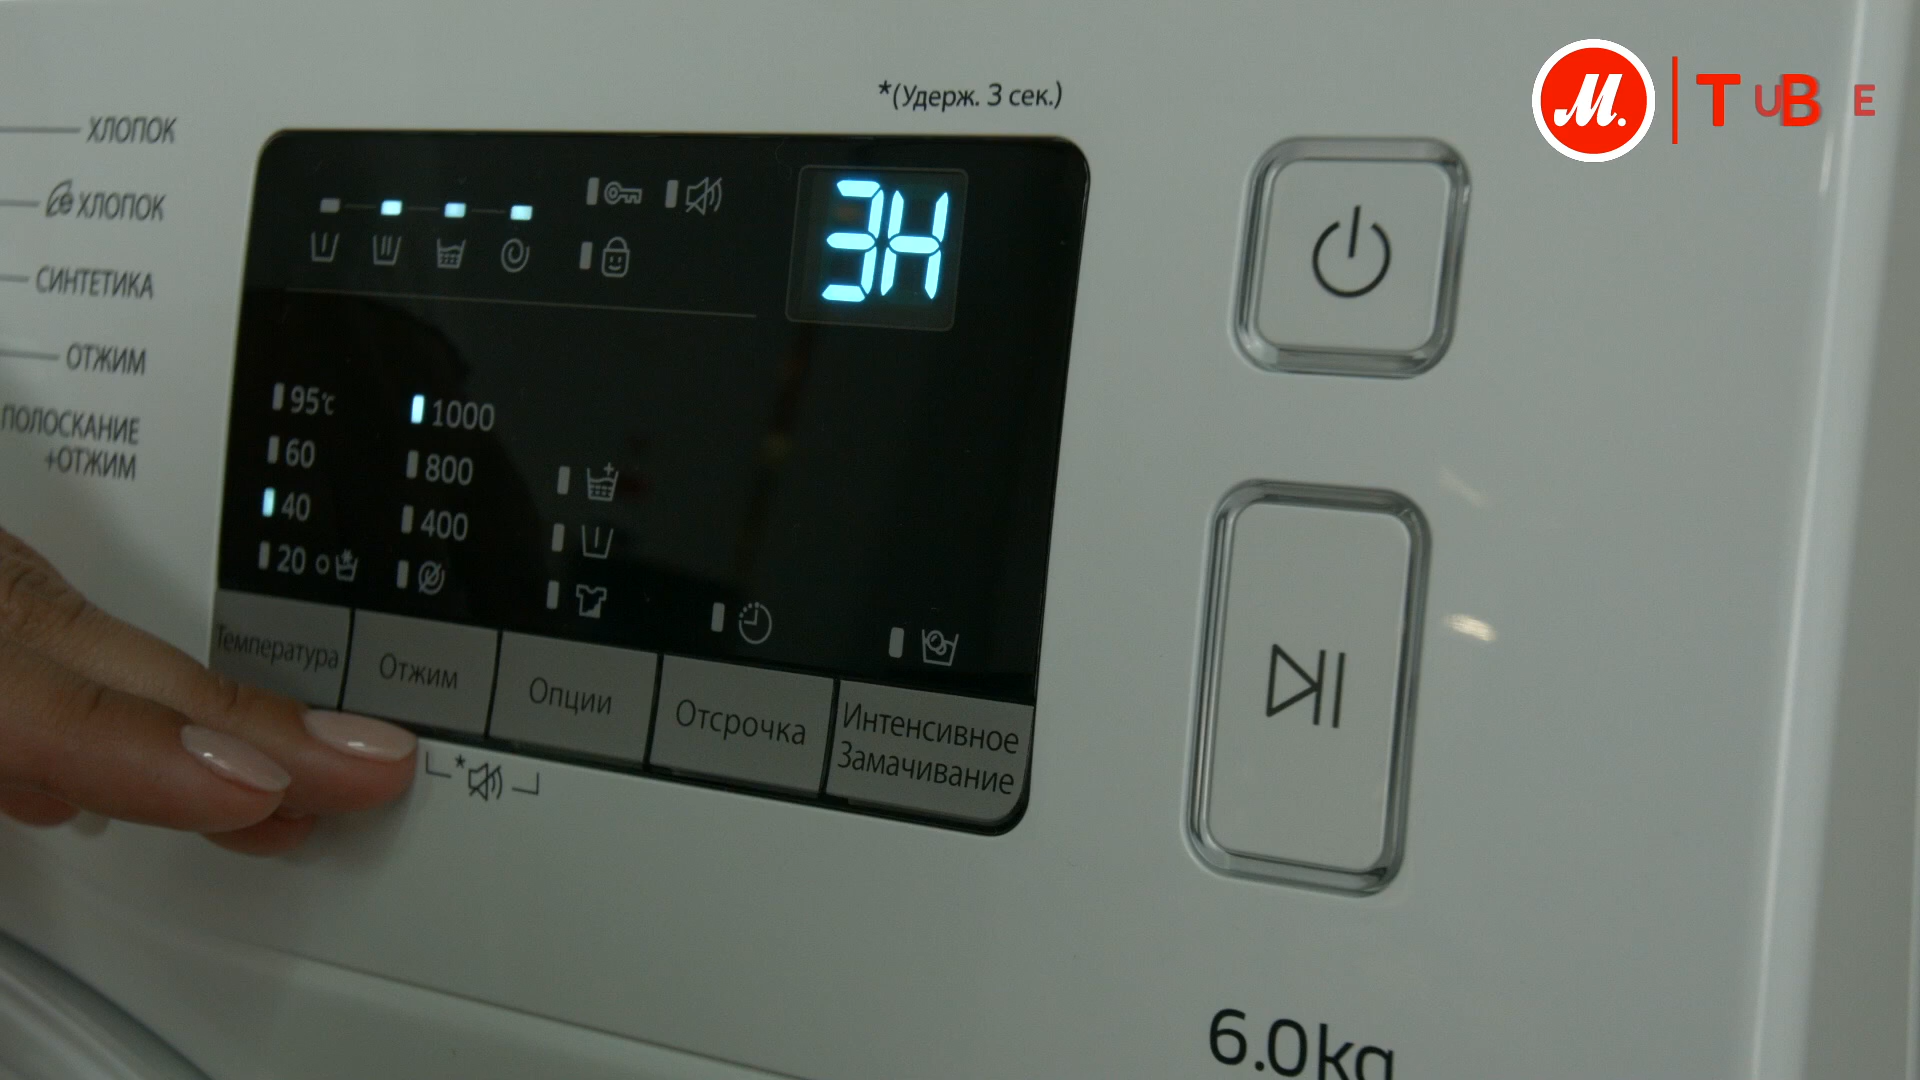 *(Удерж. 3 сек.)
М.
TUBE
ХЛОПОК
ХЛОПОК
СИНТЕТИКА
ОТЖИМ
ПОЛОСКАНИЕ
+ОТЖИМ
3H
95℃
60
40
20
1000
800
400
Температура
Отжим
Опции
Отсрочка
Интенсивное
Замачивание
*
6.0kg